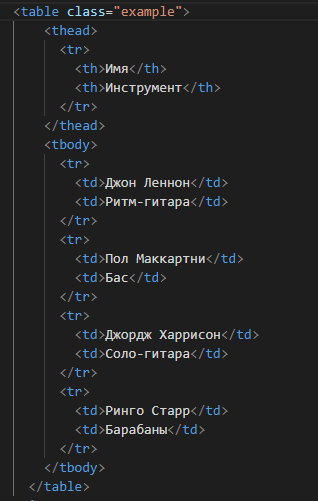 <table class="example">
<thead>
<tr>
<th>Имя</th>
<th>Инструмент</th>
</tr>
</thead>
<tbody>
<tr>
<td>Джон Леннон</td>
<td>Ритм-гитара</td>
</tr>
<tr>
<td>Пол Маккартни</td>
<td>Бас</td>
</tr>
<tr>
<td>Джордж Харрисон</td>
<td>Соло-гитара</td>
</tr>
<tr>
<td>Ринго Старр</td>
<td>Барабаны</td>
</tr>
</tbody>
</table>